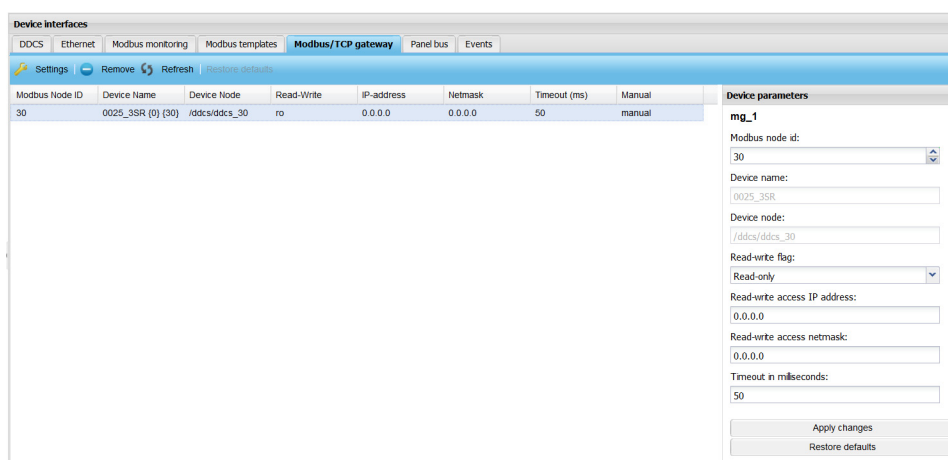 Device interfaces
DDCS Ethernet Modbus monitoring Modbus templates Modbus/TCP gateway Panel bus Events
Settings Remove Refresh Restore defaults
Modbus Node ID Device Name Device Node Read-Write IP-address Netmask Timeout (ms) Manual
30 0025_3SR {0} {30} /ddcs/ddcs_30 ro 0.0.0.0 0.0.0.0 50 manual
Device parameters
mg_1
Modbus node id:
30
Device name:
0025_3SR
Device node:
/ddcs/ddcs_30
Read-write flag:
Read-only
Read-write access IP address:
0.0.0.0
Read-write access netmask:
0.0.0.0
Timeout in miliseconds:
50
Apply changes
Restore defaults